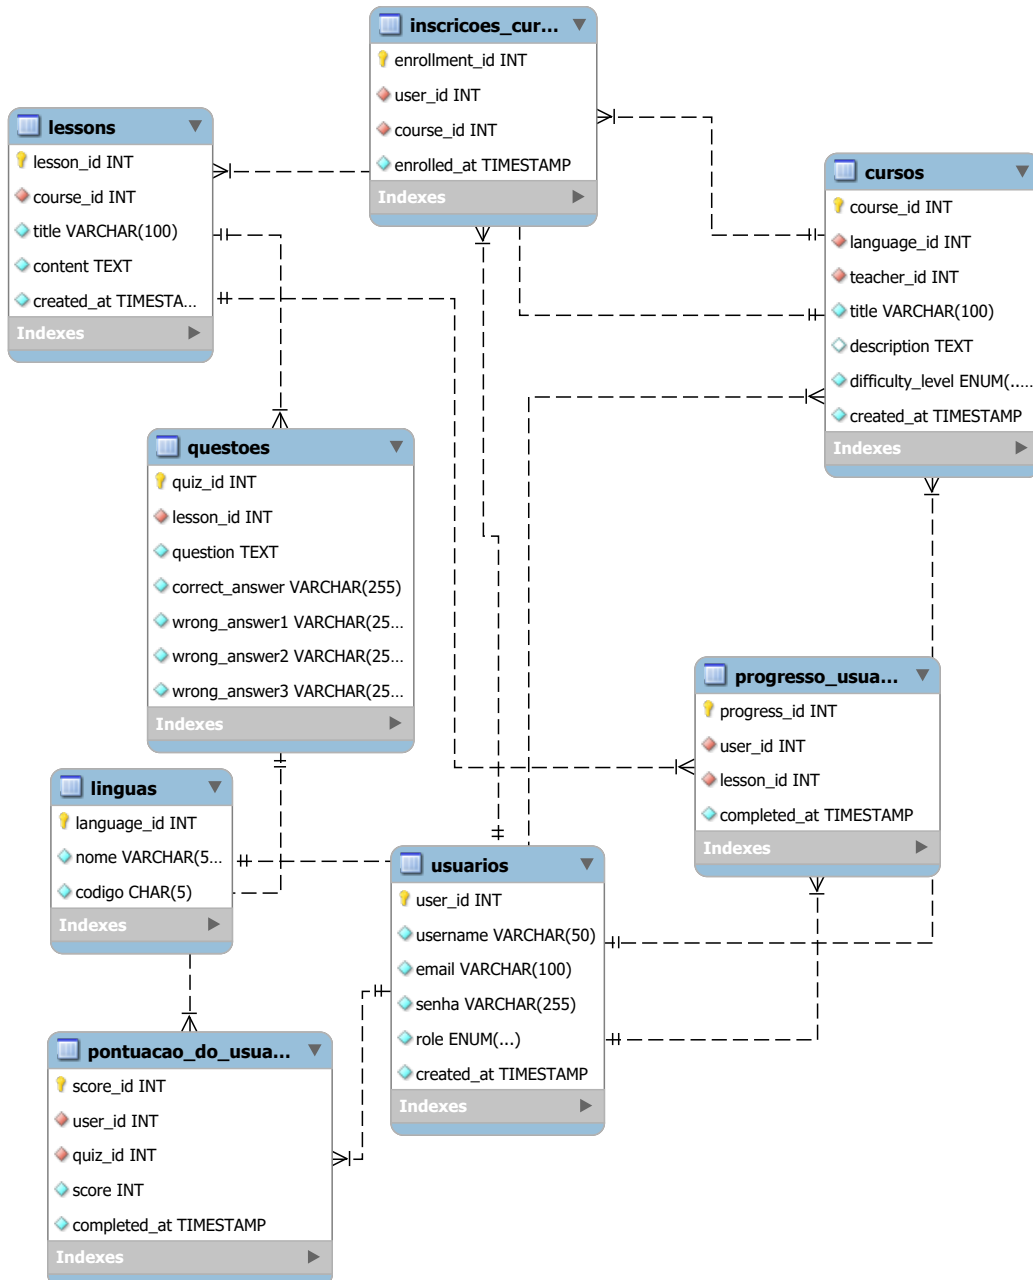 inscricoes_cur...
enrollment_id INT
user_id INT
course_id INT
enrolled_at TIMESTAMP
Indexes
lessons
lesson_id INT
course_id INT
title VARCHAR(100)
content TEXT
created_at TIMESTA...
Indexes
cursos
course_id INT
language_id INT
teacher_id INT
title VARCHAR(100)
description TEXT
difficulty_level ENUM(.....
created_at TIMESTAMP
Indexes
questoes
quiz_id INT
lesson_id INT
question TEXT
correct_answer VARCHAR(255)
wrong_answer1 VARCHAR(25...
wrong_answer2 VARCHAR(25...
wrong_answer3 VARCHAR(25...
Indexes
progresso_usua...
progress_id INT
user_id INT
lesson_id INT
completed_at TIMESTAMP
Indexes
linguas
language_id INT
nome VARCHAR(5...
codigo CHAR(5)
Indexes
usuarios
user_id INT
username VARCHAR(50)
email VARCHAR(100)
senha VARCHAR(255)
role ENUM(...)
created_at TIMESTAMP
Indexes
pontuacao_do_usua...
score_id INT
user_id INT
quiz_id INT
score INT
completed_at TIMESTAMP
Indexes